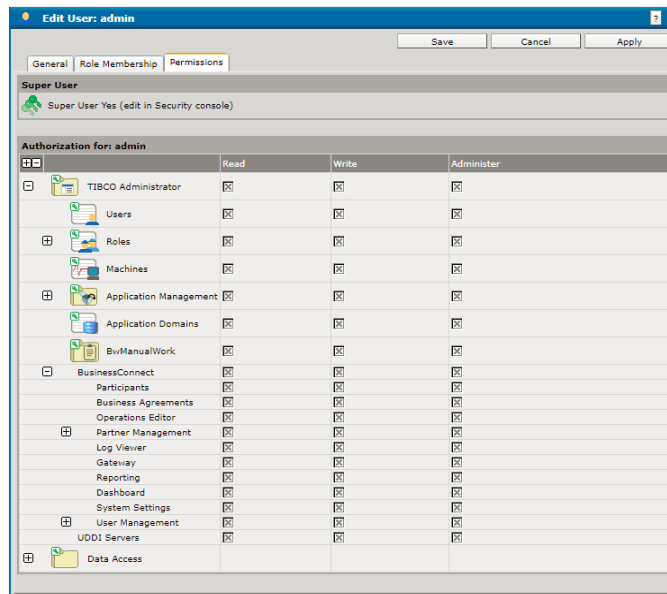 Edit User: admin
?
Save Cancel Apply
General Role Membership Permissions
Super User
Super User Yes (edit in Security console)
Authorization for: admin
Read Write Administer
TIBCO Administrator
Users
Roles
Machines
Application Management
Application Domains
BwManualWork
BusinessConnect
Participants
Business Agreements
Operations Editor
Partner Management
Log Viewer
Gateway
Reporting
Dashboard
System Settings
User Management
UDDI Servers
Data Access